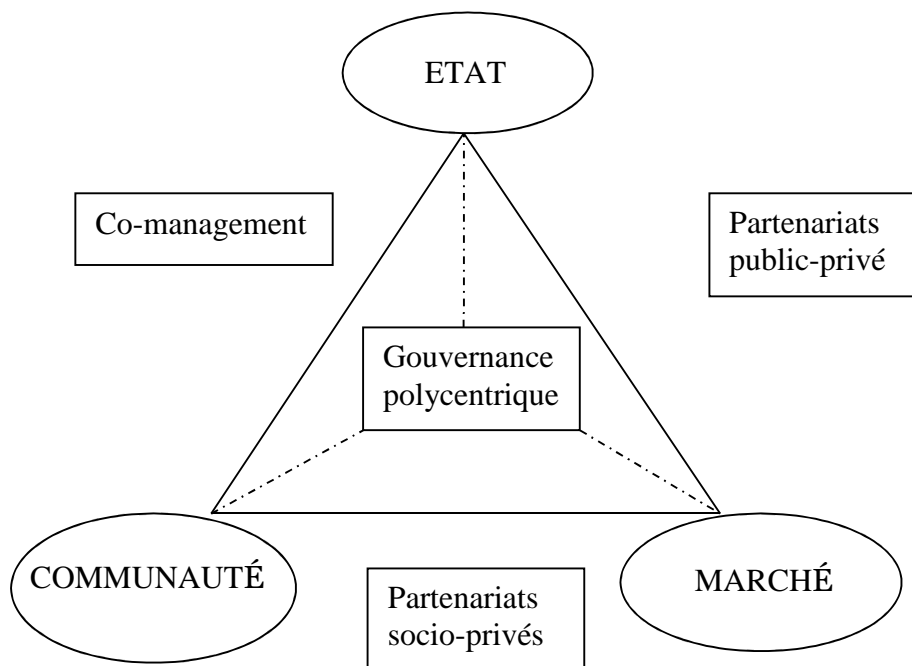 ETAT
Co-management
Partenariats
public-privé
Gouvernance
polycentrique
COMMUNAUTÉ
MARCHÉ
Partenariats
socio-privés